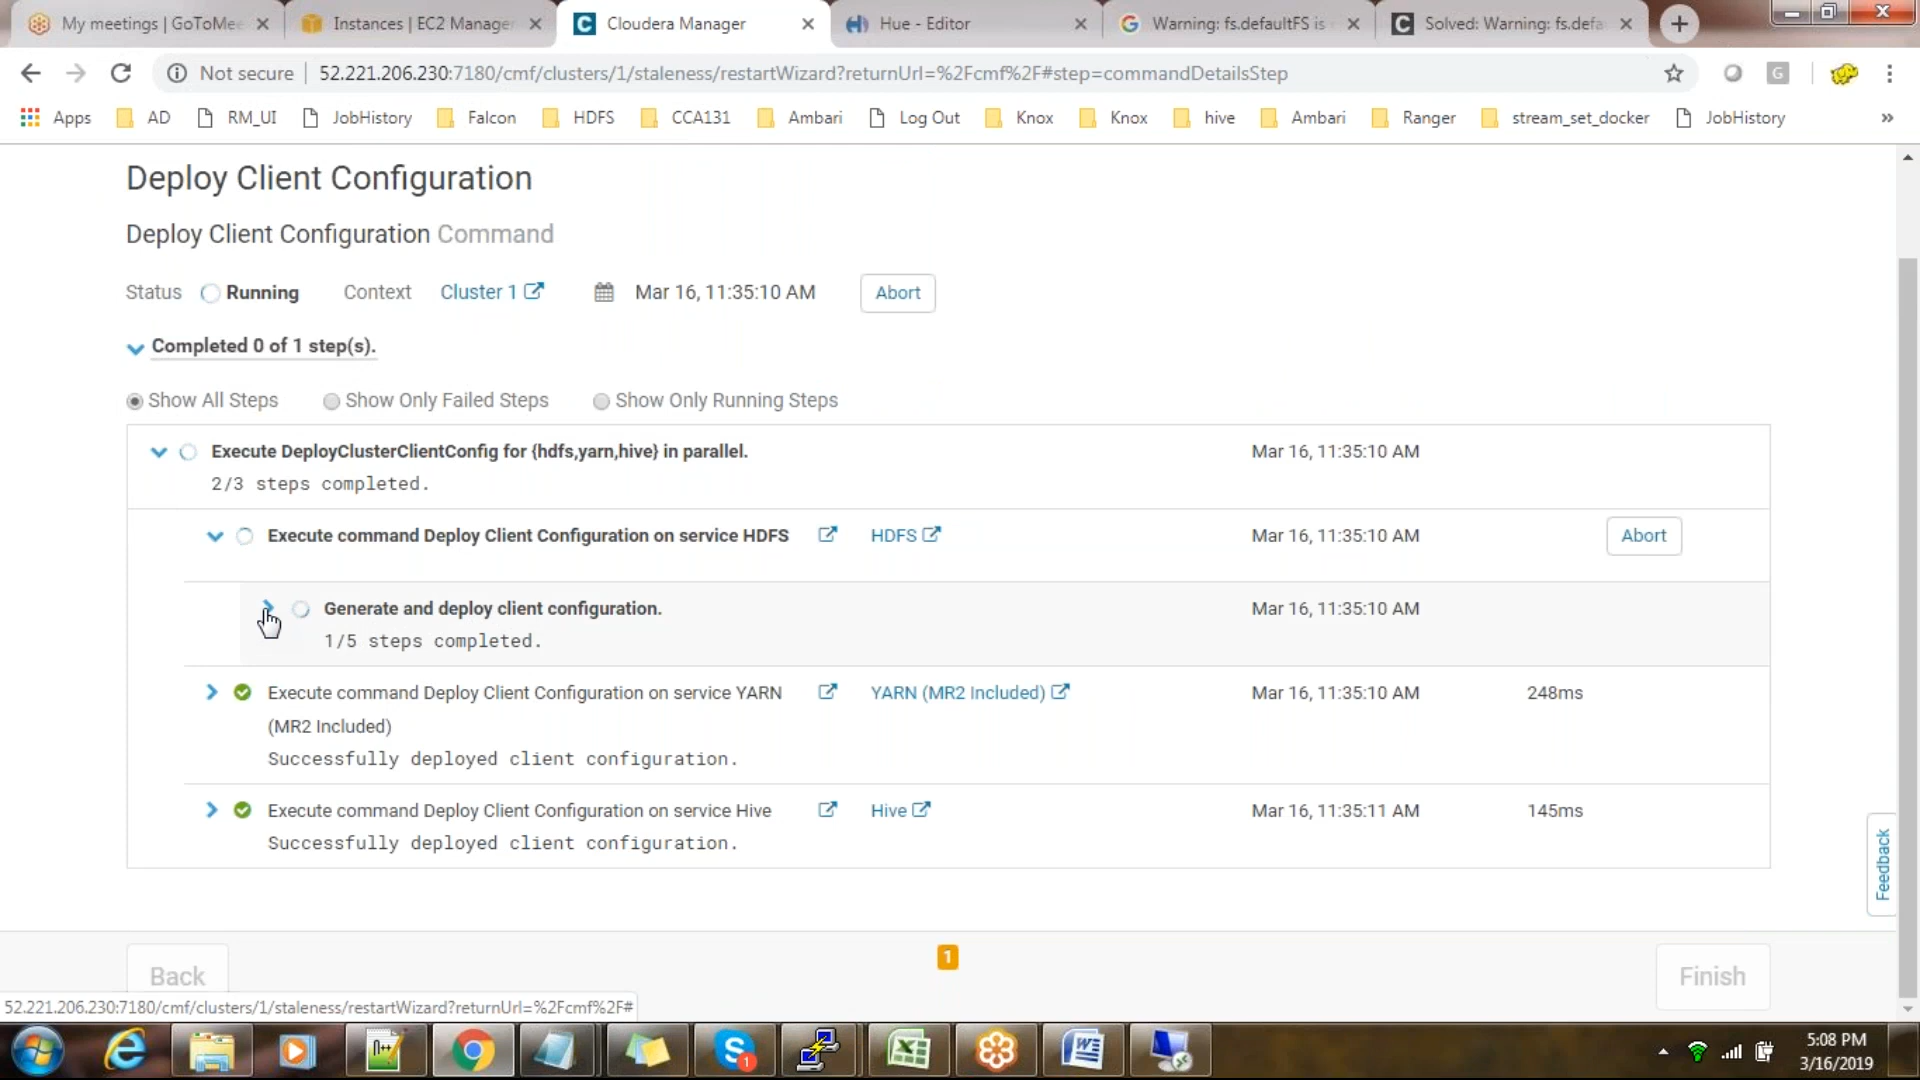 My meetings | GoToMee
Instances | EC2 Manager
Cloudera Manager
Hue - Editor
Warning: fs.defaultFS is
Solved: Warning: fs.defa
Not secure | 52.221.206.230:7180/cmf/clusters/1/staleness/restartWizard?returnUrl=%2Fcmf%2F#step=commandDetailsStep
Apps AD RM_UI JobHistory Falcon HDFS CCA131 Ambari Log Out Knox Knox hive Ambari Ranger stream_set_docker JobHistory »
Deploy Client Configuration
Deploy Client Configuration Command
Status Running Context Cluster 1 Mar 16, 11:35:10 AM Abort
Completed 0 of 1 step(s).
Show All Steps Show Only Failed Steps Show Only Running Steps
Execute DeployClusterClientConfig for {hdfs,yarn,hive} in parallel. Mar 16, 11:35:10 AM
2/3 steps completed.
Execute command Deploy Client Configuration on service HDFS HDFS Mar 16, 11:35:10 AM Abort
Generate and deploy client configuration. Mar 16, 11:35:10 AM
1/5 steps completed.
Execute command Deploy Client Configuration on service YARN YARN (MR2 Included) Mar 16, 11:35:10 AM 248ms
(MR2 Included)
Successfully deployed client configuration.
Execute command Deploy Client Configuration on service Hive Hive Mar 16, 11:35:11 AM 145ms
Successfully deployed client configuration.
Feedback
Back 1 Finish
52.221.206.230:7180/cmf/clusters/1/staleness/restartWizard?returnUrl=%2Fcmf%2F#
5:08 PM
3/16/2019